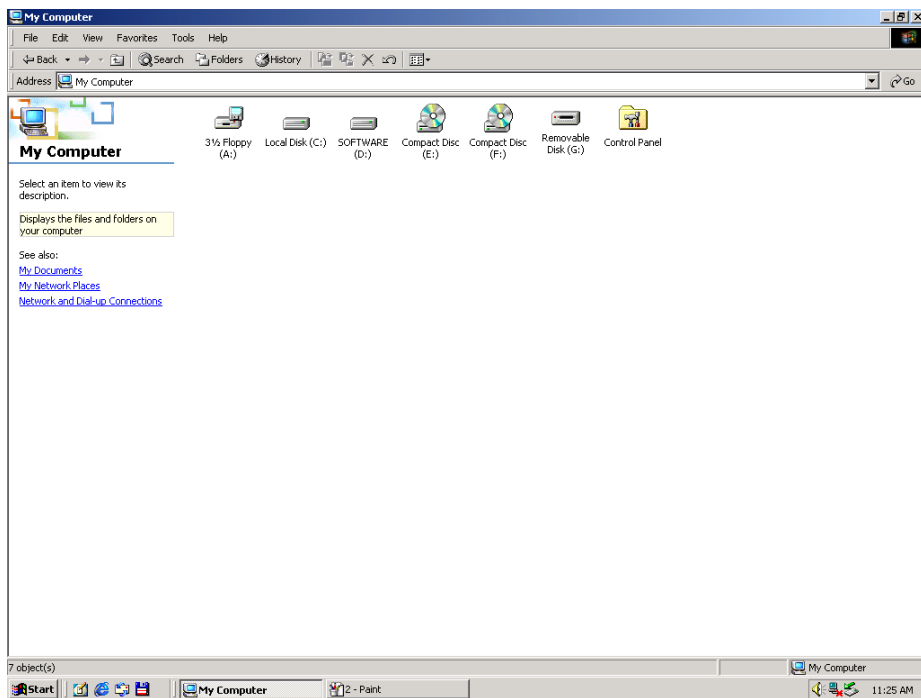 My Computer
File Edit View Favorites Tools Help
Back Search Folders History
Address My Computer Go
My Computer
Select an item to view its
description.
Displays the files and folders on
your computer
See also:
My Documents
My Network Places
Network and Dial-up Connections
3½ Floppy
(A:)
Local Disk (C:)
SOFTWARE
(D:)
Compact Disc
(E:)
Compact Disc
(F:)
Removable
Disk (G:)
Control Panel
7 object(s) My Computer
Start My Computer 2 - Paint 11:25 AM